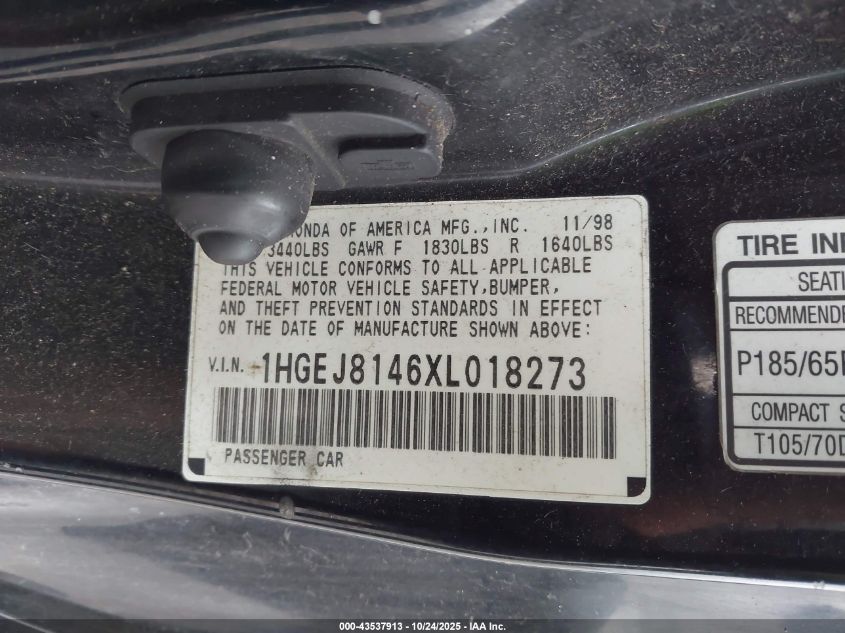 ONDA OF AMERICA MFG.,INC. 11/98
3440LBS GAWR F 1830LBS R 1640LBS
THIS VEHICLE CONFORMS TO ALL APPLICABLE
FEDERAL MOTOR VEHICLE SAFETY,BUMPER,
AND THEFT PREVENTION STANDARDS IN EFFECT
ON THE DATE OF MANUFACTURE SHOWN ABOVE:
V.I.N. 1HGEJ8146XL018273
PASSENGER CAR
TIRE IN
SEATI
RECOMMENDE
P185/65
COMPACT S
T105/70D
000-43537913 | 10/24/2025 | IAA Inc.